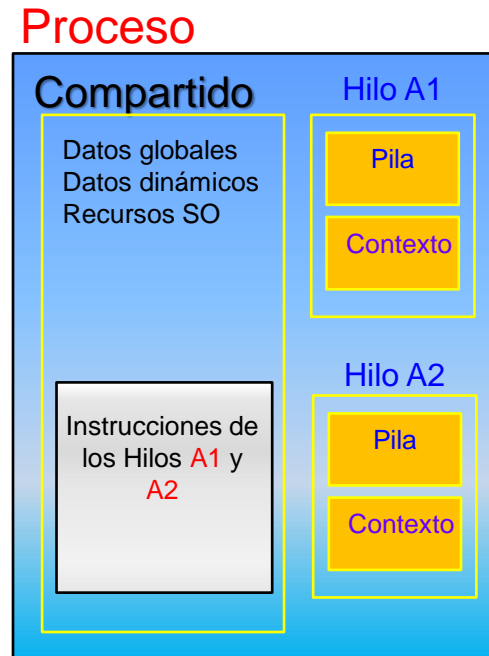 Proceso
Compartido
Datos globales
Datos dinámicos
Recursos SO
Instrucciones de
los Hilos A1 y
A2
Hilo A1
Pila
Contexto
Hilo A2
Pila
Contexto